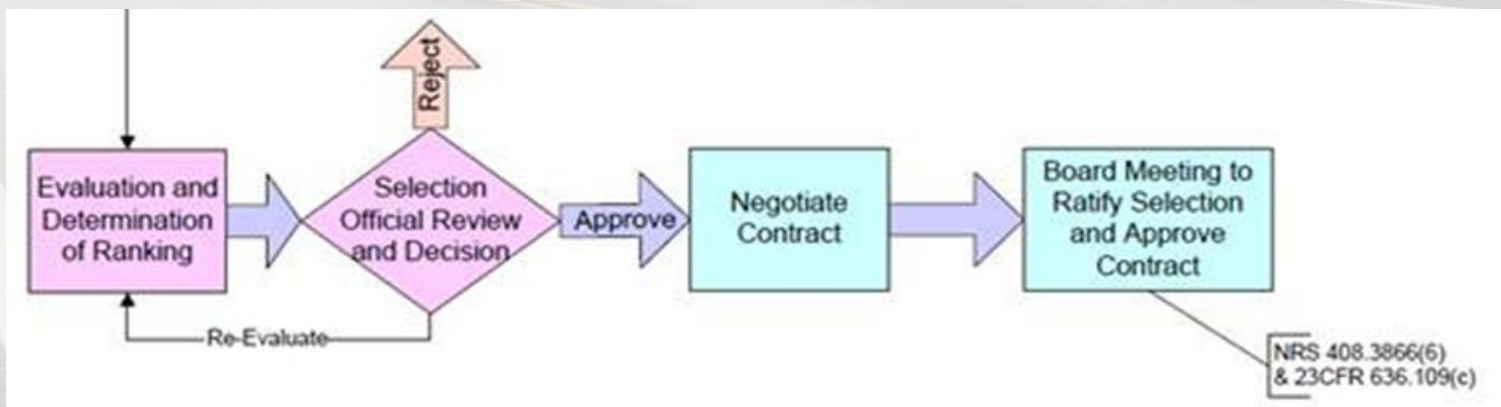 Reject
Evaluation and
Determination
of Ranking
Selection
Official Review
and Decision
Approve
Negotiate
Contract
Board Meeting to
Ratify Selection
and Approve
Contract
Re-Evaluate
NRS 408.3866(6)
& 23CFR 636.109(c)